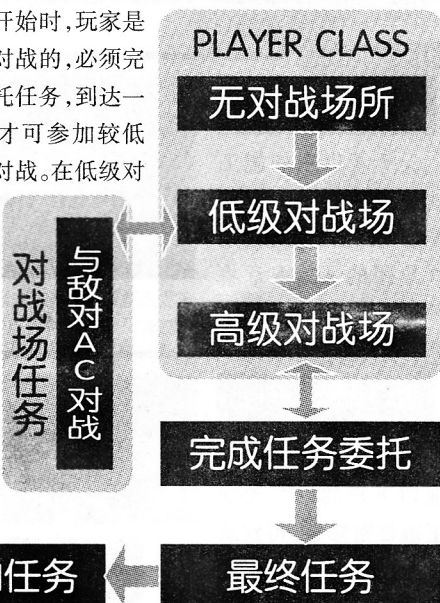 开始时,玩家是
对战的,必须完
托任务,到达一
才可参加较低
对战。在低级对
PLAYER CLASS
无对战场所
低级对战场
高级对战场
对战场任务
与敌对AC对战
完成任务委托
最终任务
任务